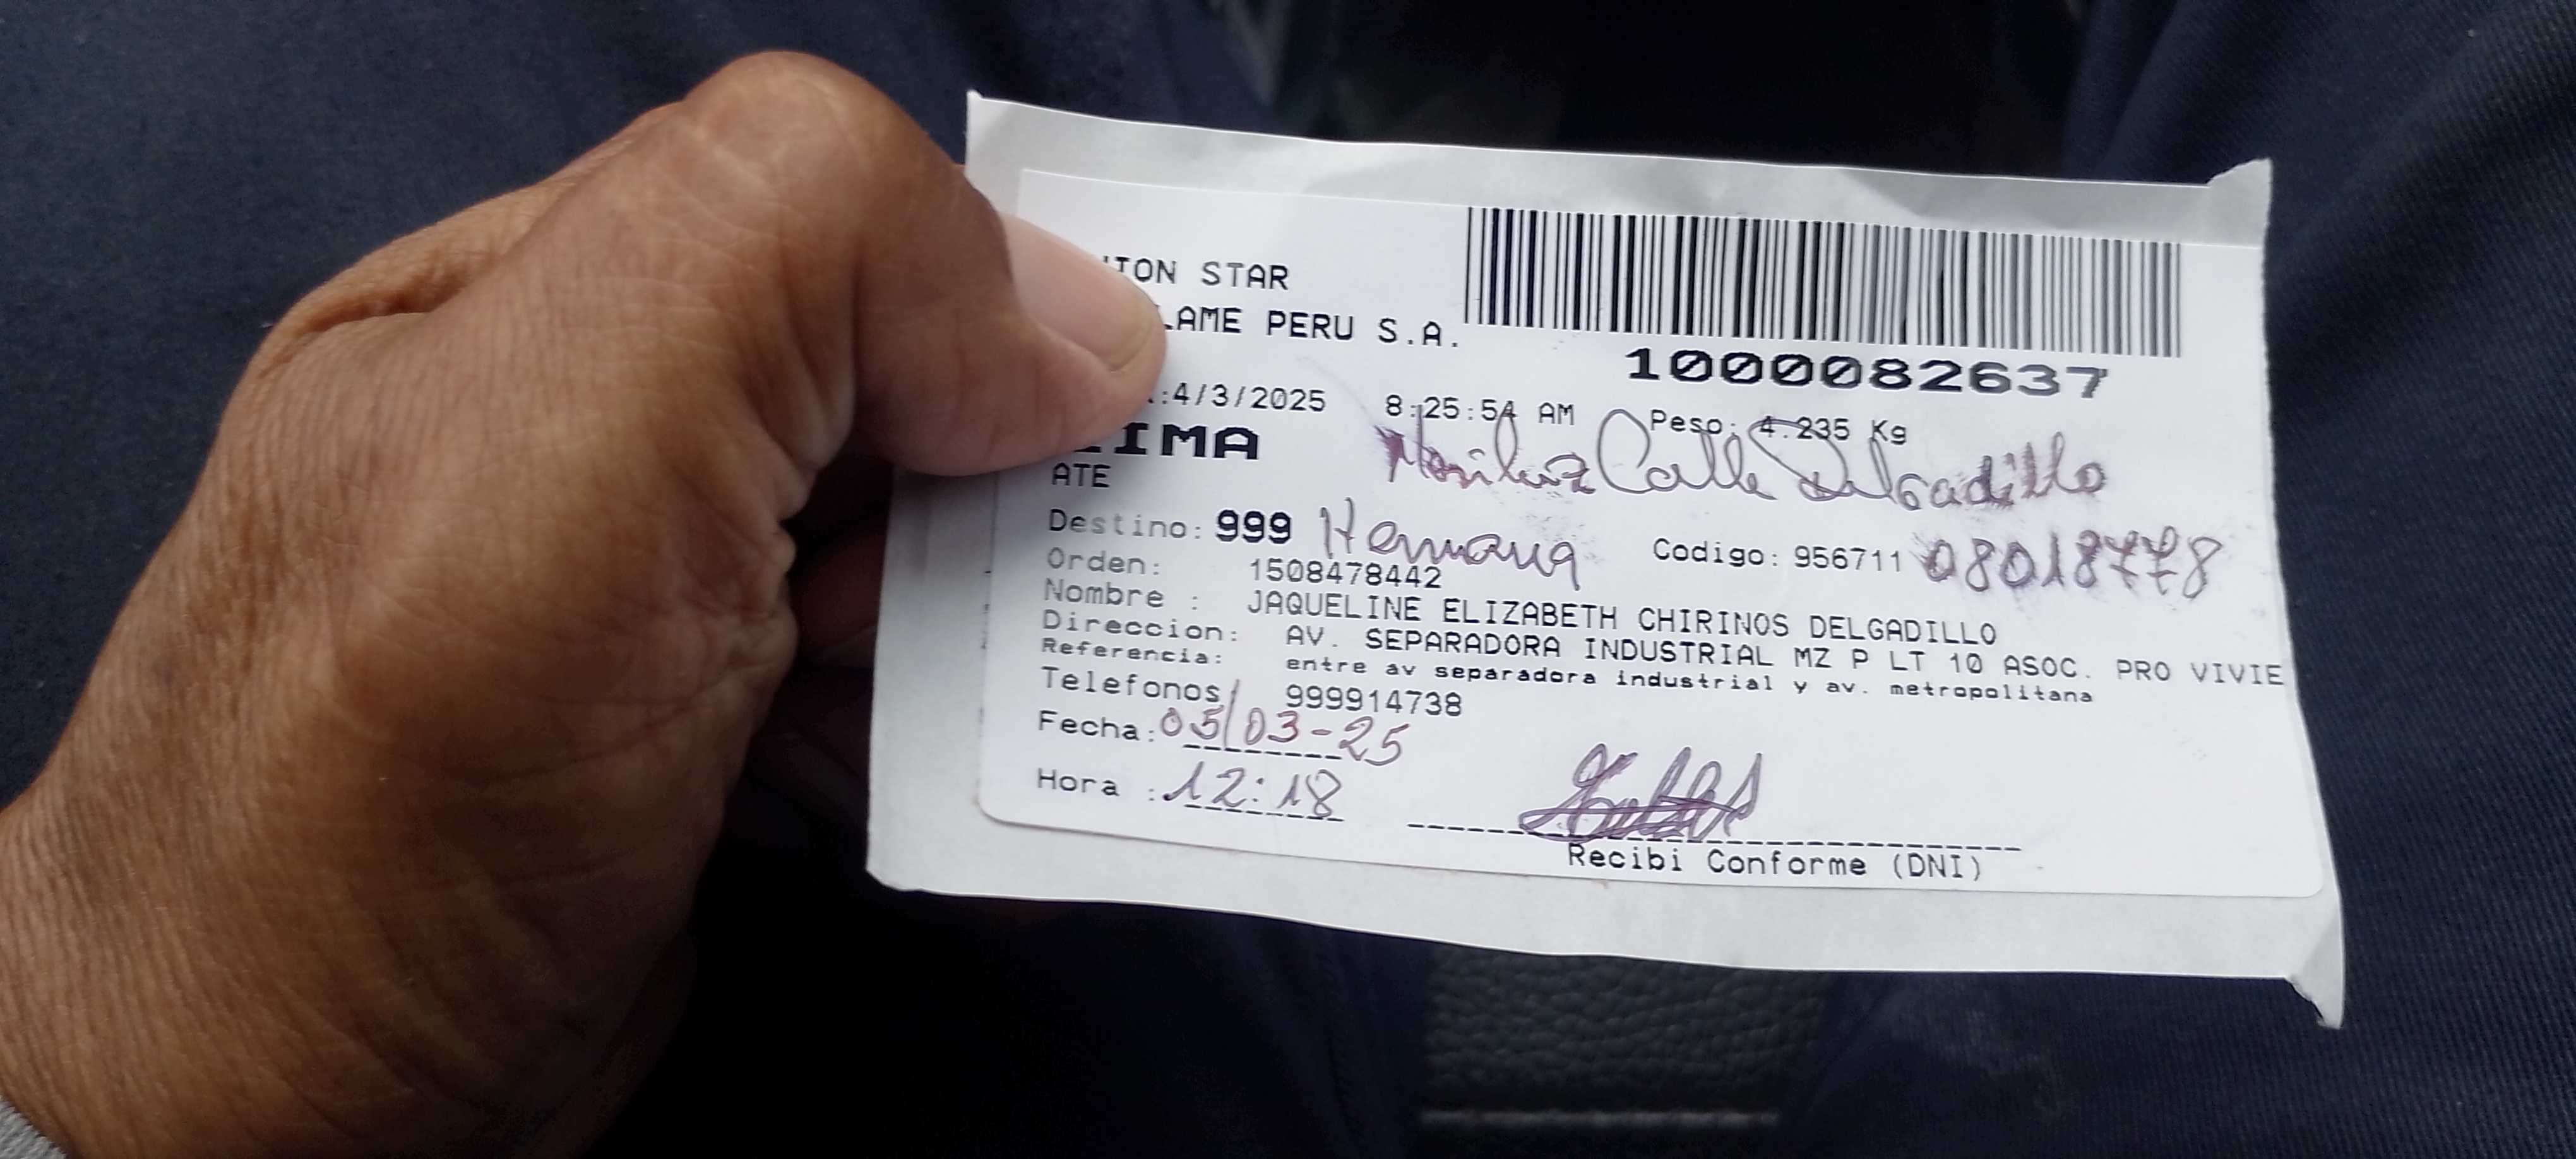 ION STAR
LAME PERU S.A.
1000082637
:4/3/2025 8:25:54 AM Peso: 4.235 Kg
LIMA Mariluz Calle Delgadillo
ATE
Destino: 999 Hermana Codigo: 956711 08018778
Orden: 1508478442
Nombre : JAQUELINE ELIZABETH CHIRINOS DELGADILLO
Direccion: AV. SEPARADORA INDUSTRIAL MZ P LT 10 ASOC. PRO VIVIE
Referencia: entre av separadora industrial y av. metropolitana
Telefonos 999914738
Fecha: 05/03-25
Hora : 12:18
Recibi Conforme (DNI)